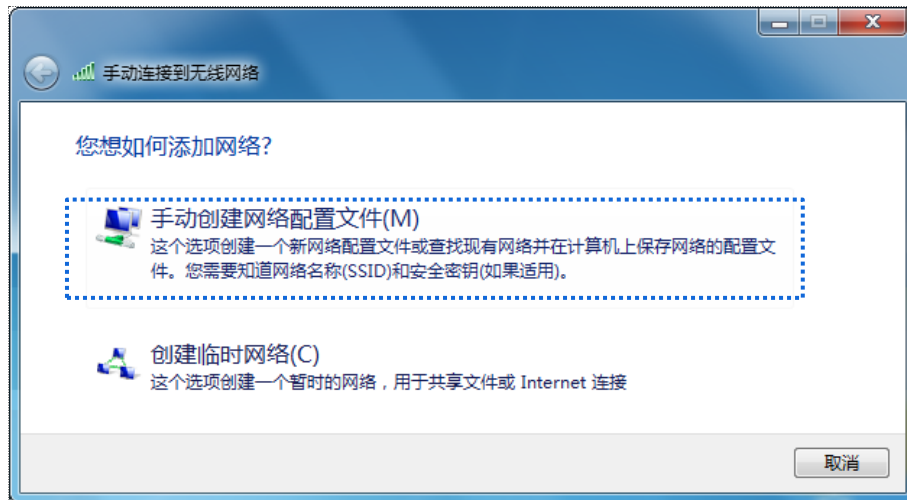 手动连接到无线网络
您想如何添加网络?
手动创建网络配置文件(M)
这个选项创建一个新网络配置文件或查找现有网络并在计算机上保存网络的配置文
件。您需要知道网络名称(SSID)和安全密钥(如果适用)。
创建临时网络(C)
这个选项创建一个暂时的网络，用于共享文件或 Internet 连接
取消